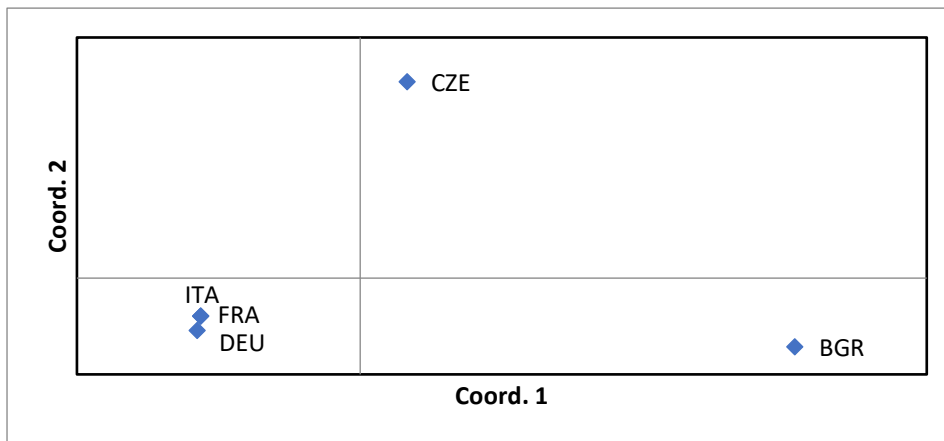 CZE
Coord. 2
ITA
FRA
DEU
BGR
Coord. 1